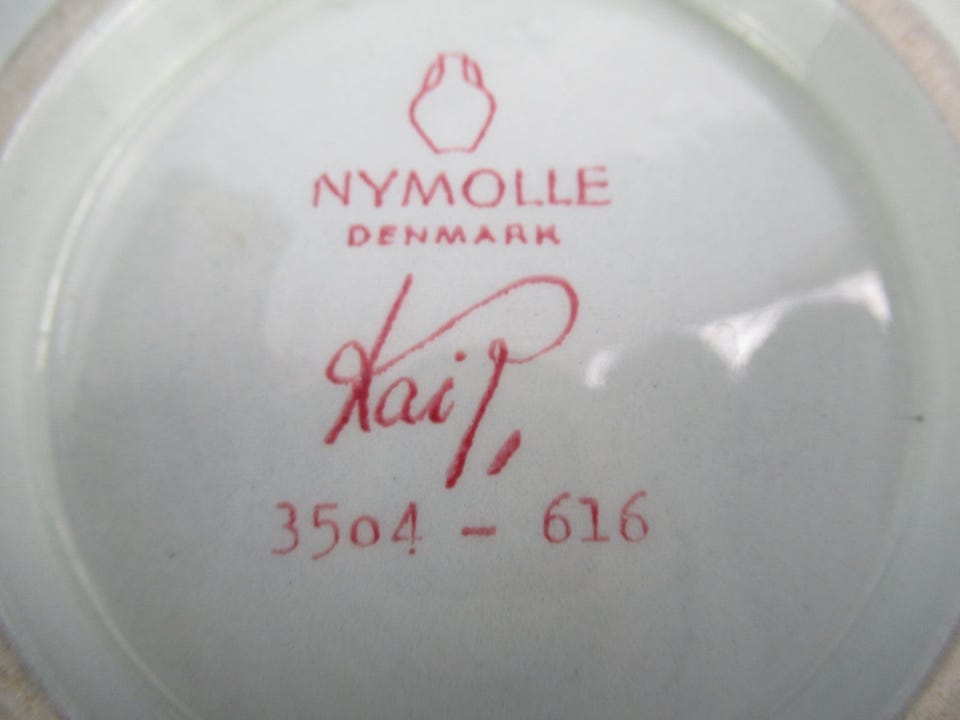 NYMOLLE
DENMARK
Kai P.
3504 - 616